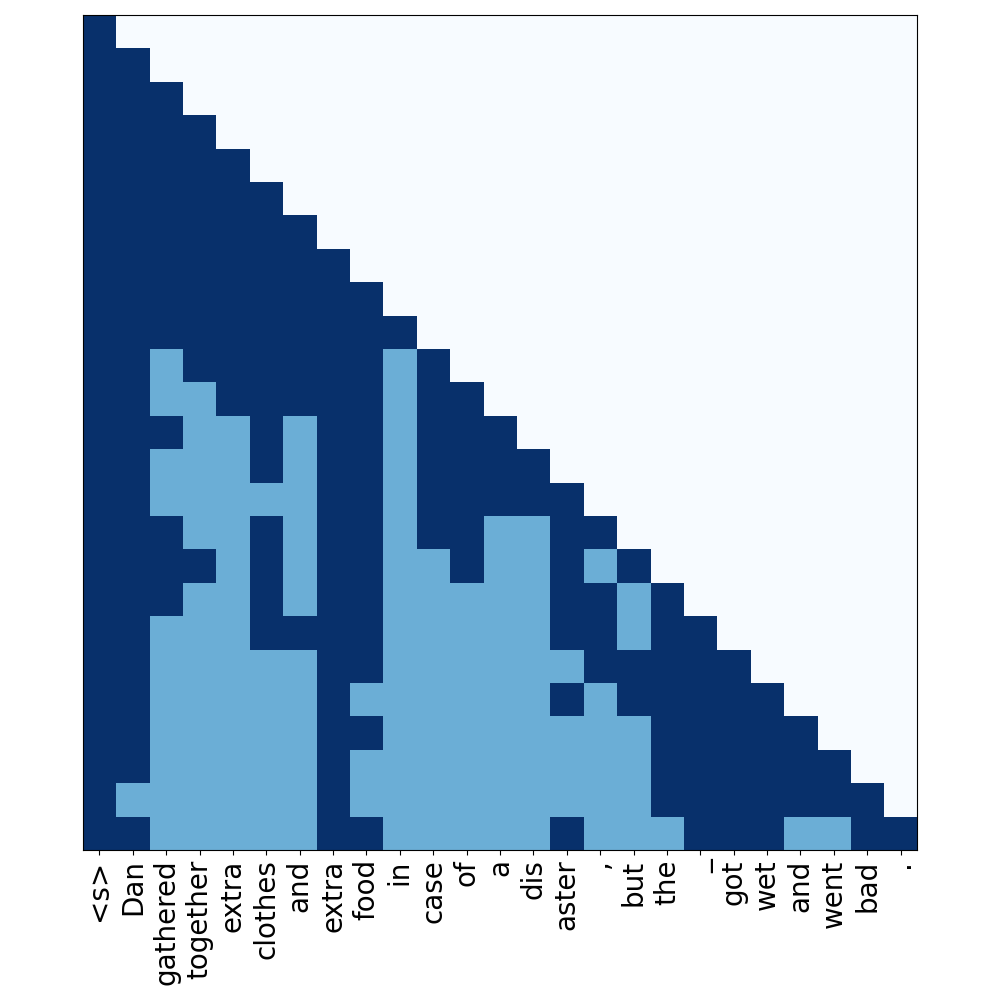 <s> Dan gathered together extra clothes and extra food in case of a dis aster , but the _ got wet and went bad .